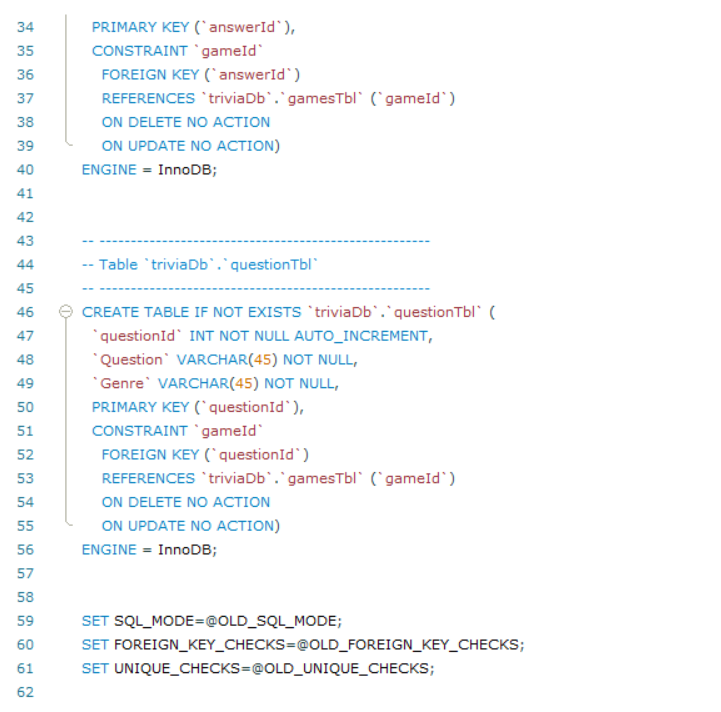 34 PRIMARY KEY (`answerId`),
35 CONSTRAINT `gameId`
36 FOREIGN KEY (`answerId`)
37 REFERENCES `triviaDb`.`gamesTbl` (`gameId`)
38 ON DELETE NO ACTION
39 ON UPDATE NO ACTION)
40 ENGINE = InnoDB;
41
42
43 -- -----------------------------------------------------
44 -- Table `triviaDb`.`questionTbl`
45 -- -----------------------------------------------------
46 CREATE TABLE IF NOT EXISTS `triviaDb`.`questionTbl` (
47 `questionId` INT NOT NULL AUTO_INCREMENT,
48 `Question` VARCHAR(45) NOT NULL,
49 `Genre` VARCHAR(45) NOT NULL,
50 PRIMARY KEY (`questionId`),
51 CONSTRAINT `gameId`
52 FOREIGN KEY (`questionId`)
53 REFERENCES `triviaDb`.`gamesTbl` (`gameId`)
54 ON DELETE NO ACTION
55 ON UPDATE NO ACTION)
56 ENGINE = InnoDB;
57
58
59 SET SQL_MODE=@OLD_SQL_MODE;
60 SET FOREIGN_KEY_CHECKS=@OLD_FOREIGN_KEY_CHECKS;
61 SET UNIQUE_CHECKS=@OLD_UNIQUE_CHECKS;
62